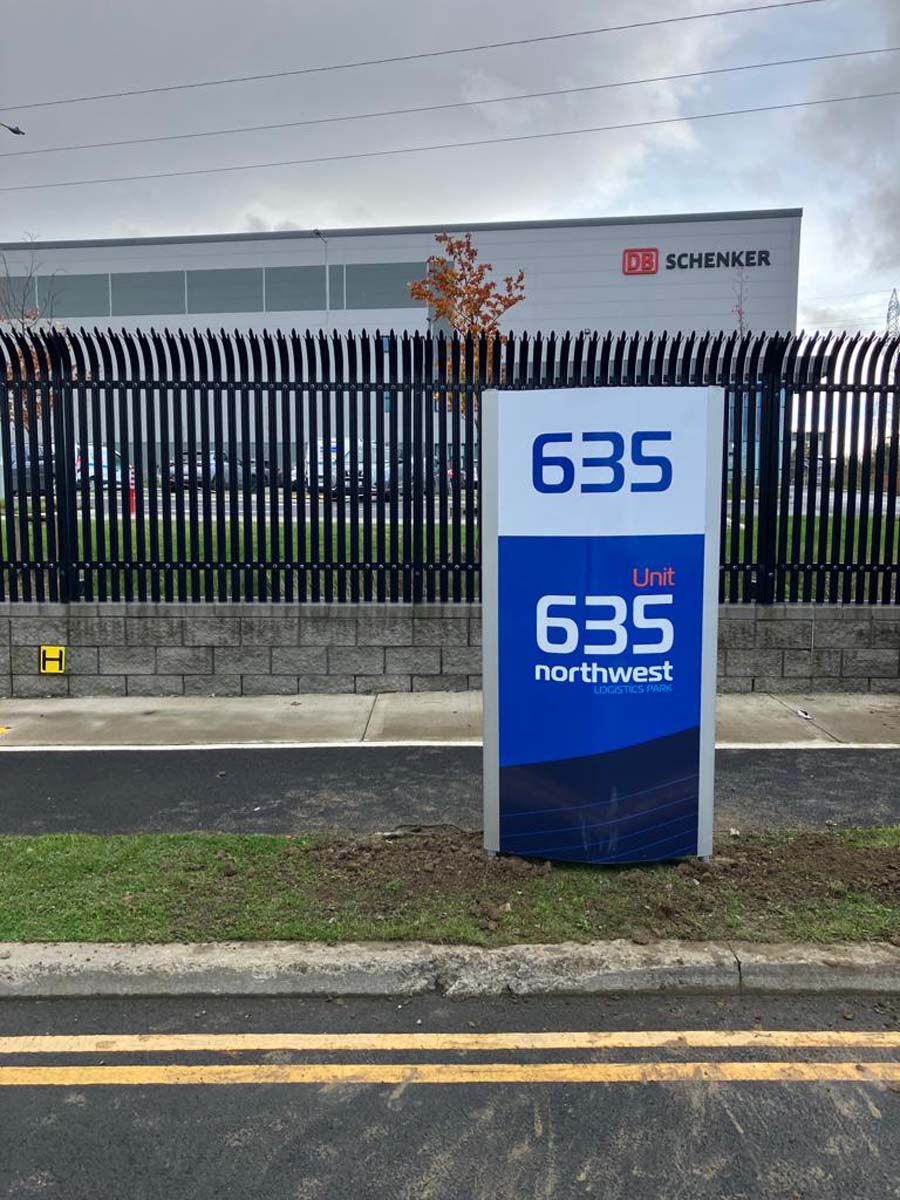 DB SCHENKER
635
Unit
635
northwest
LOGISTICS PARK
H